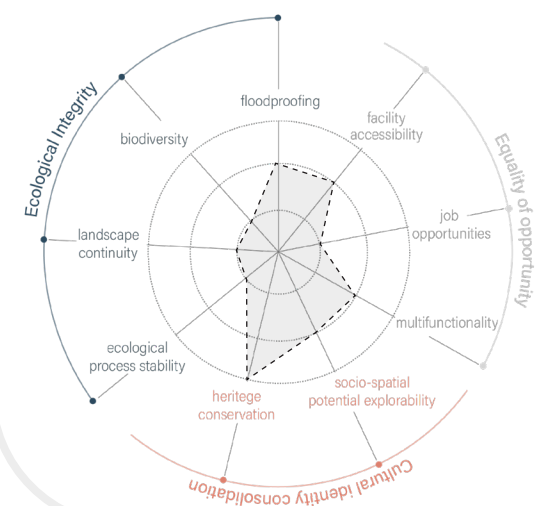 Ecological Integrity
floodproofing
biodiversity
facility
accessibility
Equality of opportunity
landscape
continuity
job
opportunities
multifunctionality
ecological
process stability
heritege
conservation
socio-spatial
potential explorability
Cultural identity consolidation